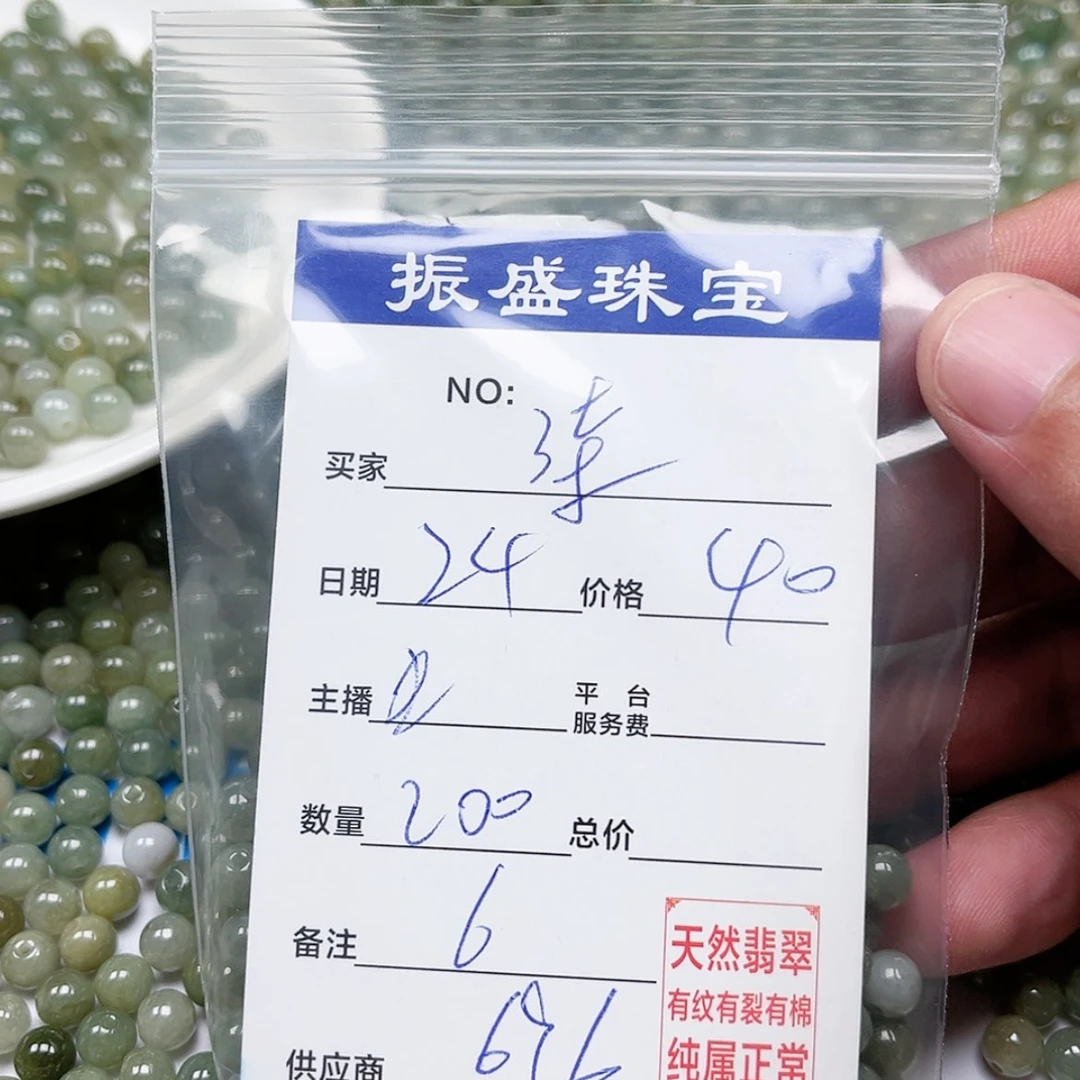 振盛珠宝
NO:
买家
日期 24 价格 40
主播 平台服务费
数量 200 总价
备注 6
供应商
天然翡翠
有纹有裂有棉
纯属正常